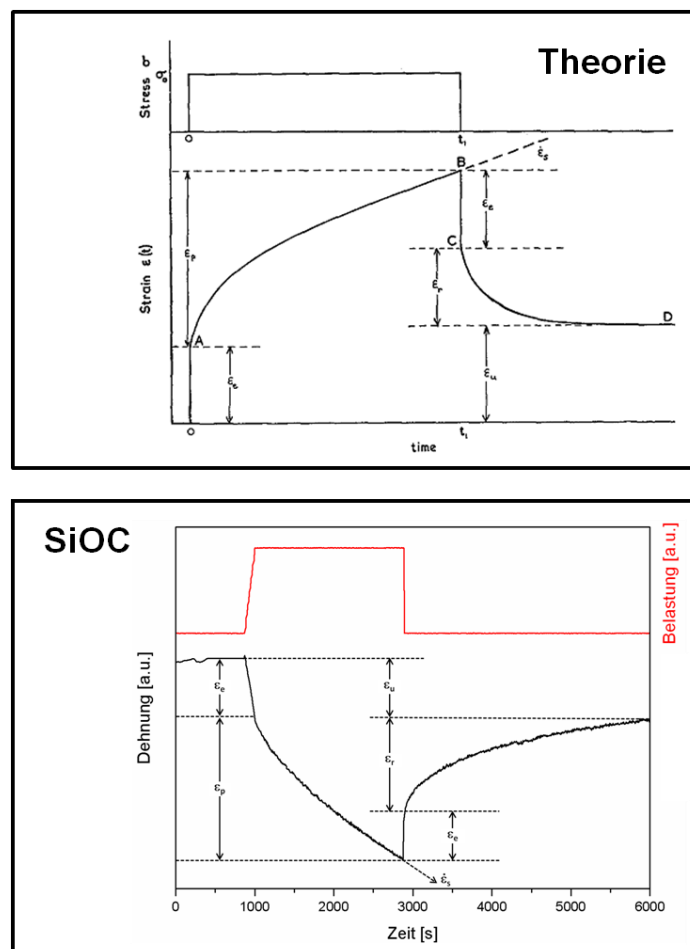 Theorie
Stress σ
σ₀
0
t₁
B
ε̇ₛ
εₑ
C
εᵣ
Strain ε(t)
εₚ
A
εₑ
D
εᵤ
0
t₁
time
SiOC
Belastung [a.u.]
Dehnung [a.u.]
εₑ
εᵤ
εₚ
εᵣ
εₑ
ε̇ₛ
0
1000
2000
3000
4000
5000
6000
Zeit [s]